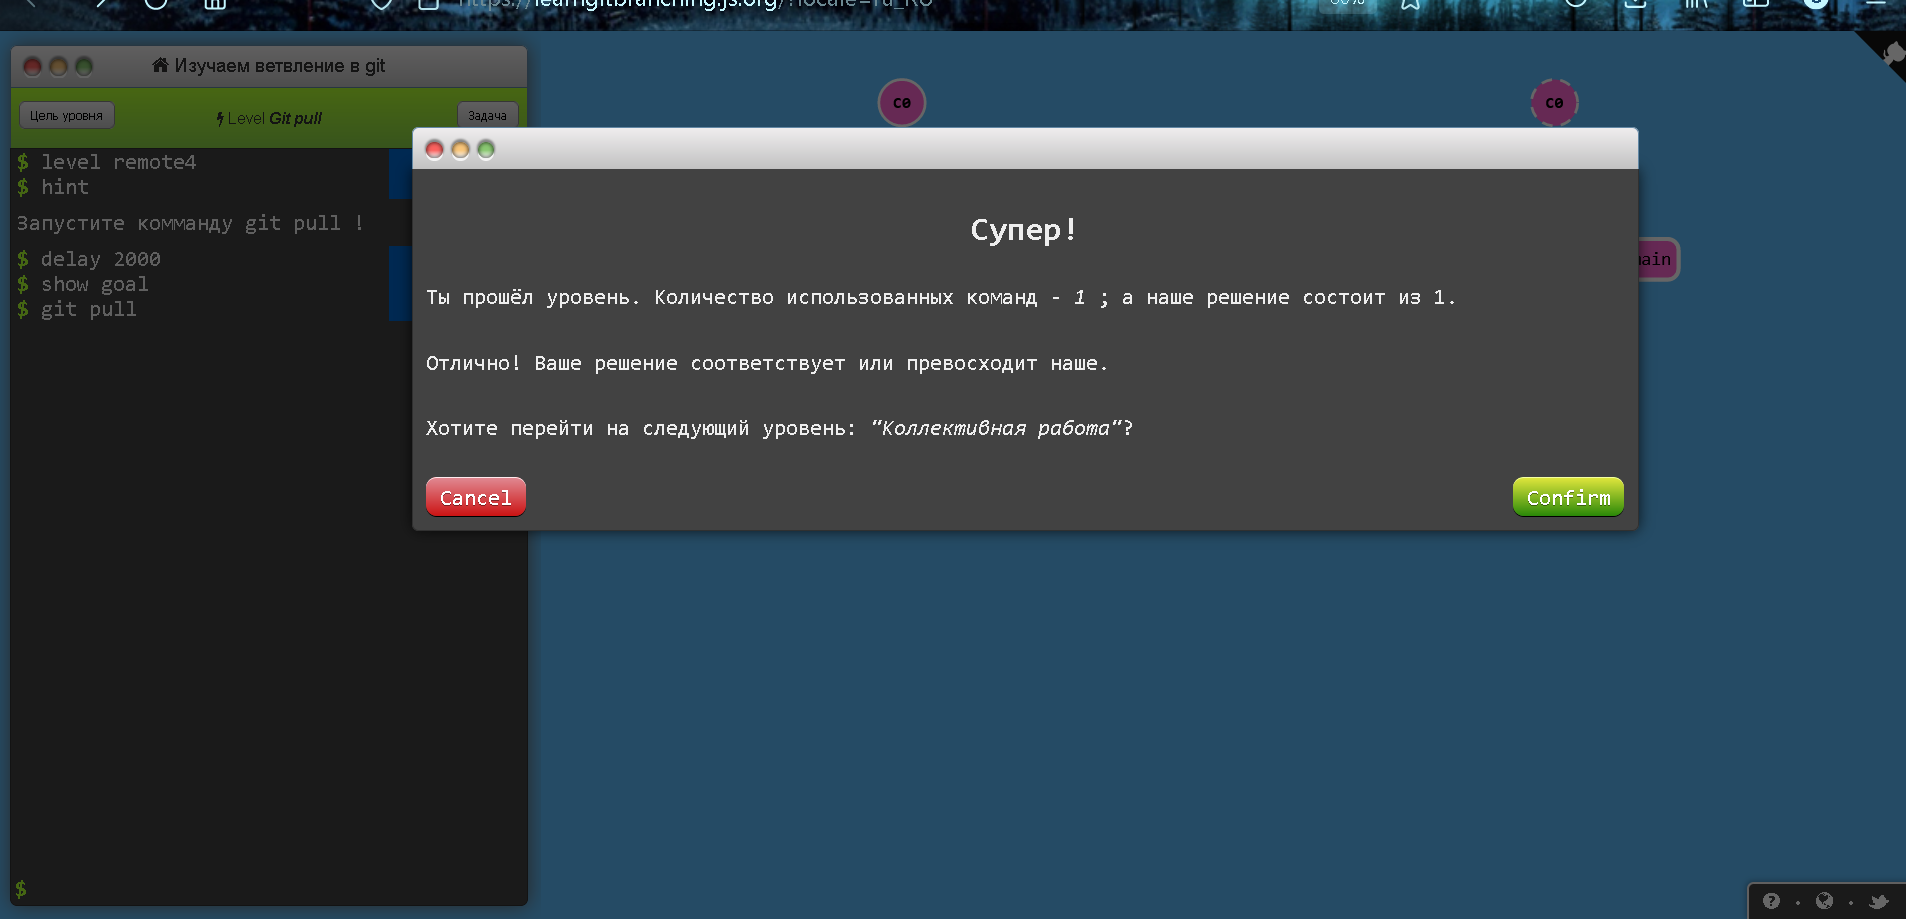 https://learngitbranching.js.org/?locale=ru_RU
Изучаем ветвление в git
Цель уровня
Level Git pull
Задача
$ level remote4
$ hint
Запустите комманду git pull !
$ delay 2000
$ show goal
$ git pull
$
C0
C0
main
Супер!
Ты прошёл уровень. Количество использованных команд - 1 ; а наше решение состоит из 1.
Отлично! Ваше решение соответствует или превосходит наше.
Хотите перейти на следующий уровень: "Коллективная работа"?
Cancel
Confirm